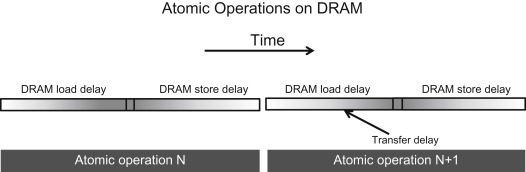 Atomic Operations on DRAM
Time
DRAM load delay DRAM store delay DRAM load delay DRAM store delay
Transfer delay
Atomic operation N Atomic operation N+1